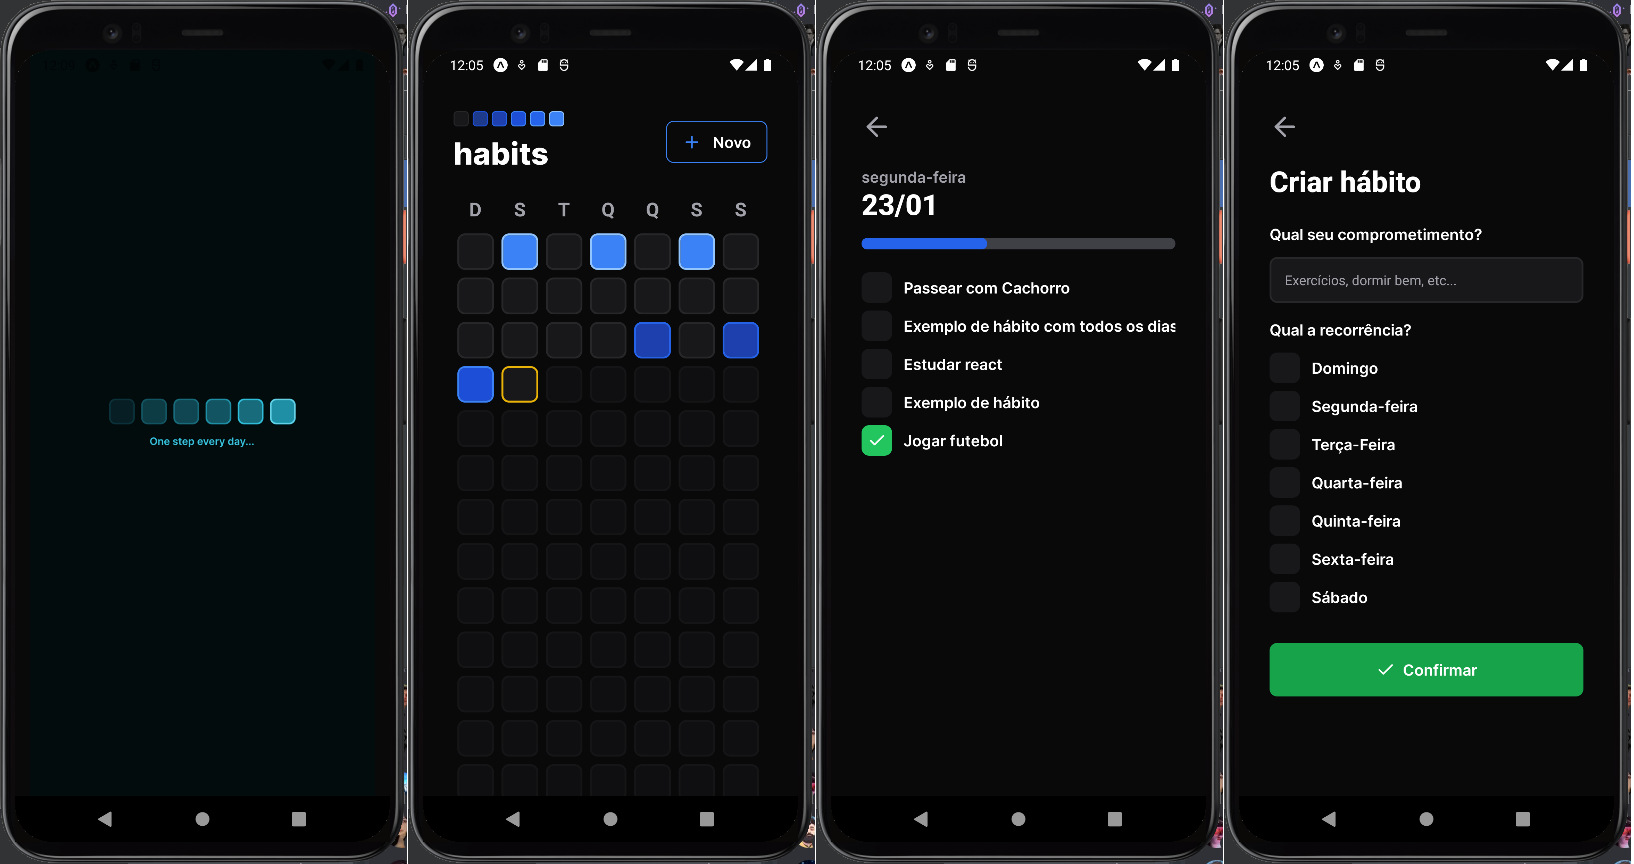 One step every day...
12:05
habits
+ Novo
D S T Q Q S S
12:05
segunda-feira
23/01
Passear com Cachorro
Exemplo de hábito com todos os dias
Estudar react
Exemplo de hábito
Jogar futebol
12:05
Criar hábito
Qual seu comprometimento?
Exercícios, dormir bem, etc...
Qual a recorrência?
Domingo
Segunda-feira
Terça-Feira
Quarta-feira
Quinta-feira
Sexta-feira
Sábado
Confirmar